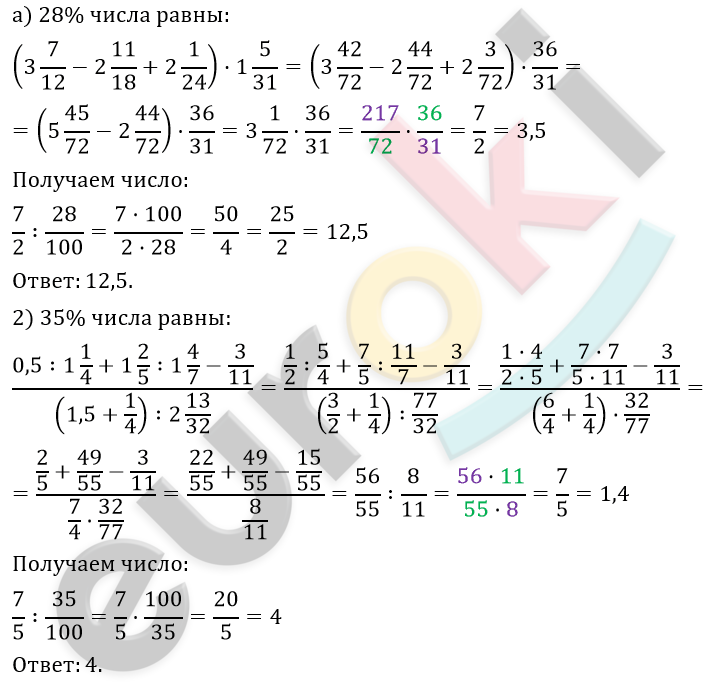 а) 28% числа равны:
(3 7/12 − 2 11/18 + 2 1/24) · 1 5/31 = (3 42/72 − 2 44/72 + 2 3/72) · 36/31 =
= (5 45/72 − 2 44/72) · 36/31 = 3 1/72 · 36/31 = 217/72 · 36/31 = 7/2 = 3,5
Получаем число:
7/2 : 28/100 = (7 · 100)/(2 · 28) = 50/4 = 25/2 = 12,5
Ответ: 12,5.
2) 35% числа равны:
(0,5 : 1 1/4 + 1 2/5 : 1 4/7 − 3/11)/((1,5 + 1/4) : 2 13/32) = (1/2 : 5/4 + 7/5 : 11/7 − 3/11)/((3/2 + 1/4) : 77/32) = ((1 · 4)/(2 · 5) + (7 · 7)/(5 · 11) − 3/11)/((6/4 + 1/4) · 32/77) =
= (2/5 + 49/55 − 3/11)/(7/4 · 32/77) = (22/55 + 49/55 − 15/55)/(8/11) = 56/55 : 8/11 = (56 · 11)/(55 · 8) = 7/5 = 1,4
Получаем число:
7/5 : 35/100 = 7/5 · 100/35 = 20/5 = 4
Ответ: 4.
euroki